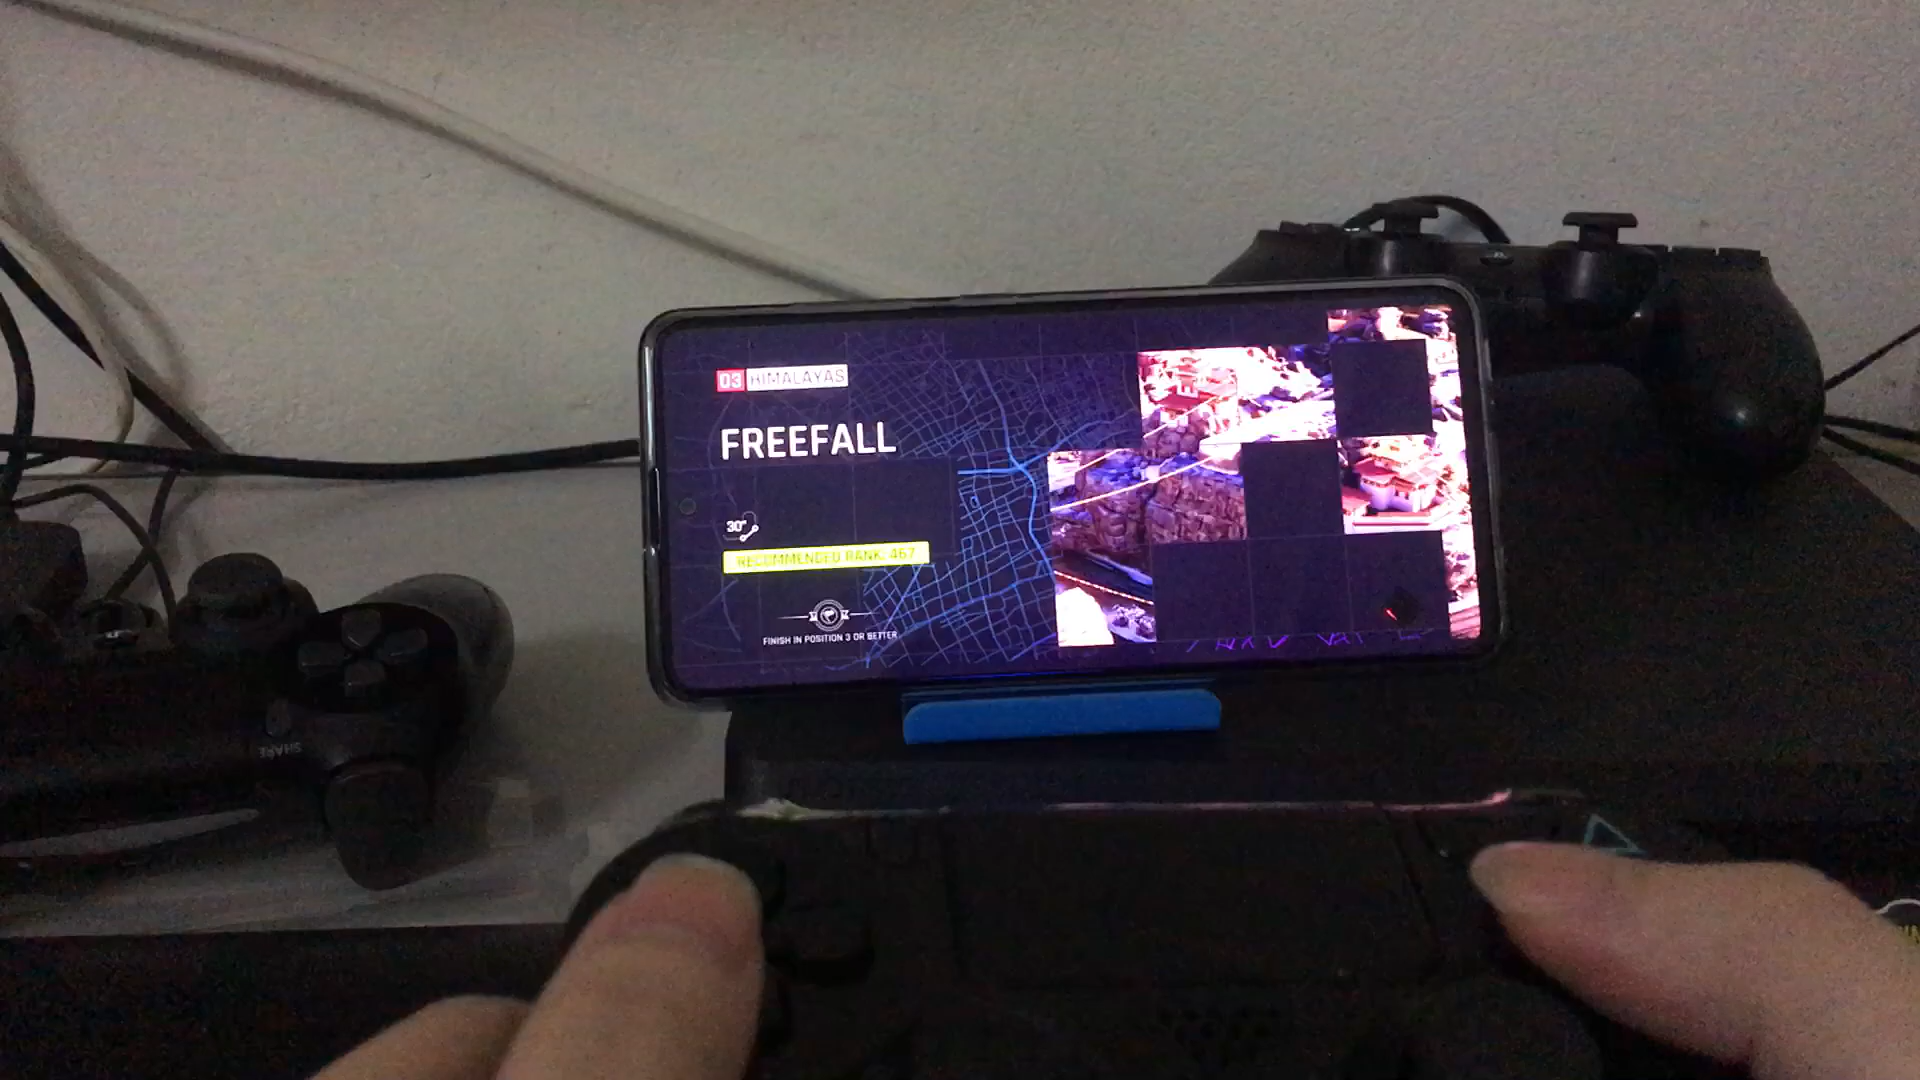 03 HIMALAYAS
FREEFALL
30"
RECOMMENDED RANK: 467
FINISH IN POSITION 3 OR BETTER
SHARE